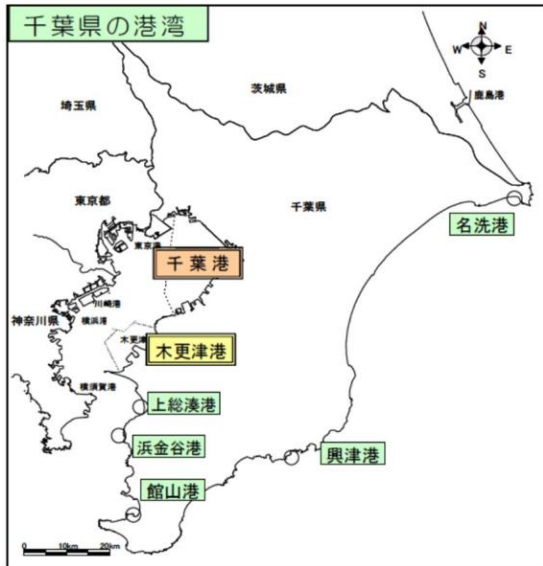 千葉県の港湾
N
W E
S
茨城県
鹿島港
埼玉県
東京都
千葉県
名洗港
東京港
千葉港
川崎港
神奈川県
横浜港
木更津港
木更津港
横須賀港
上総湊港
浜金谷港
興津港
館山港
0 10km 20km